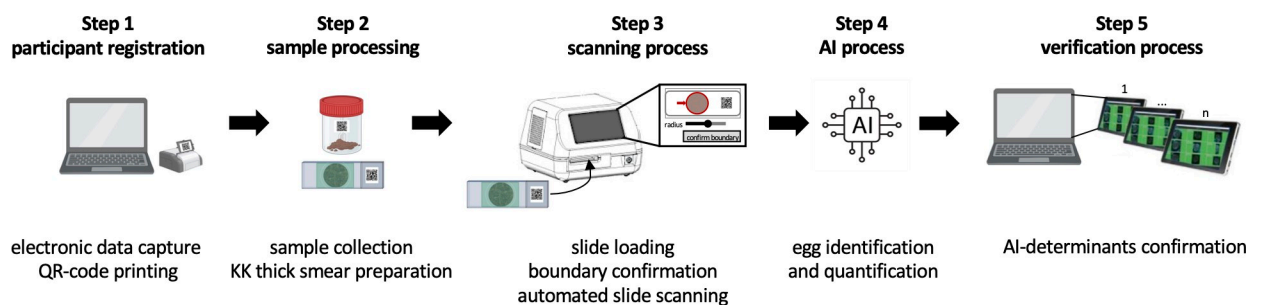 Step 1
participant registration
Step 2
sample processing
Step 3
scanning process
Step 4
AI process
Step 5
verification process
radius
confirm boundary
AI
1
...
n
electronic data capture
QR-code printing
sample collection
KK thick smear preparation
slide loading
boundary confirmation
automated slide scanning
egg identification
and quantification
AI-determinants confirmation